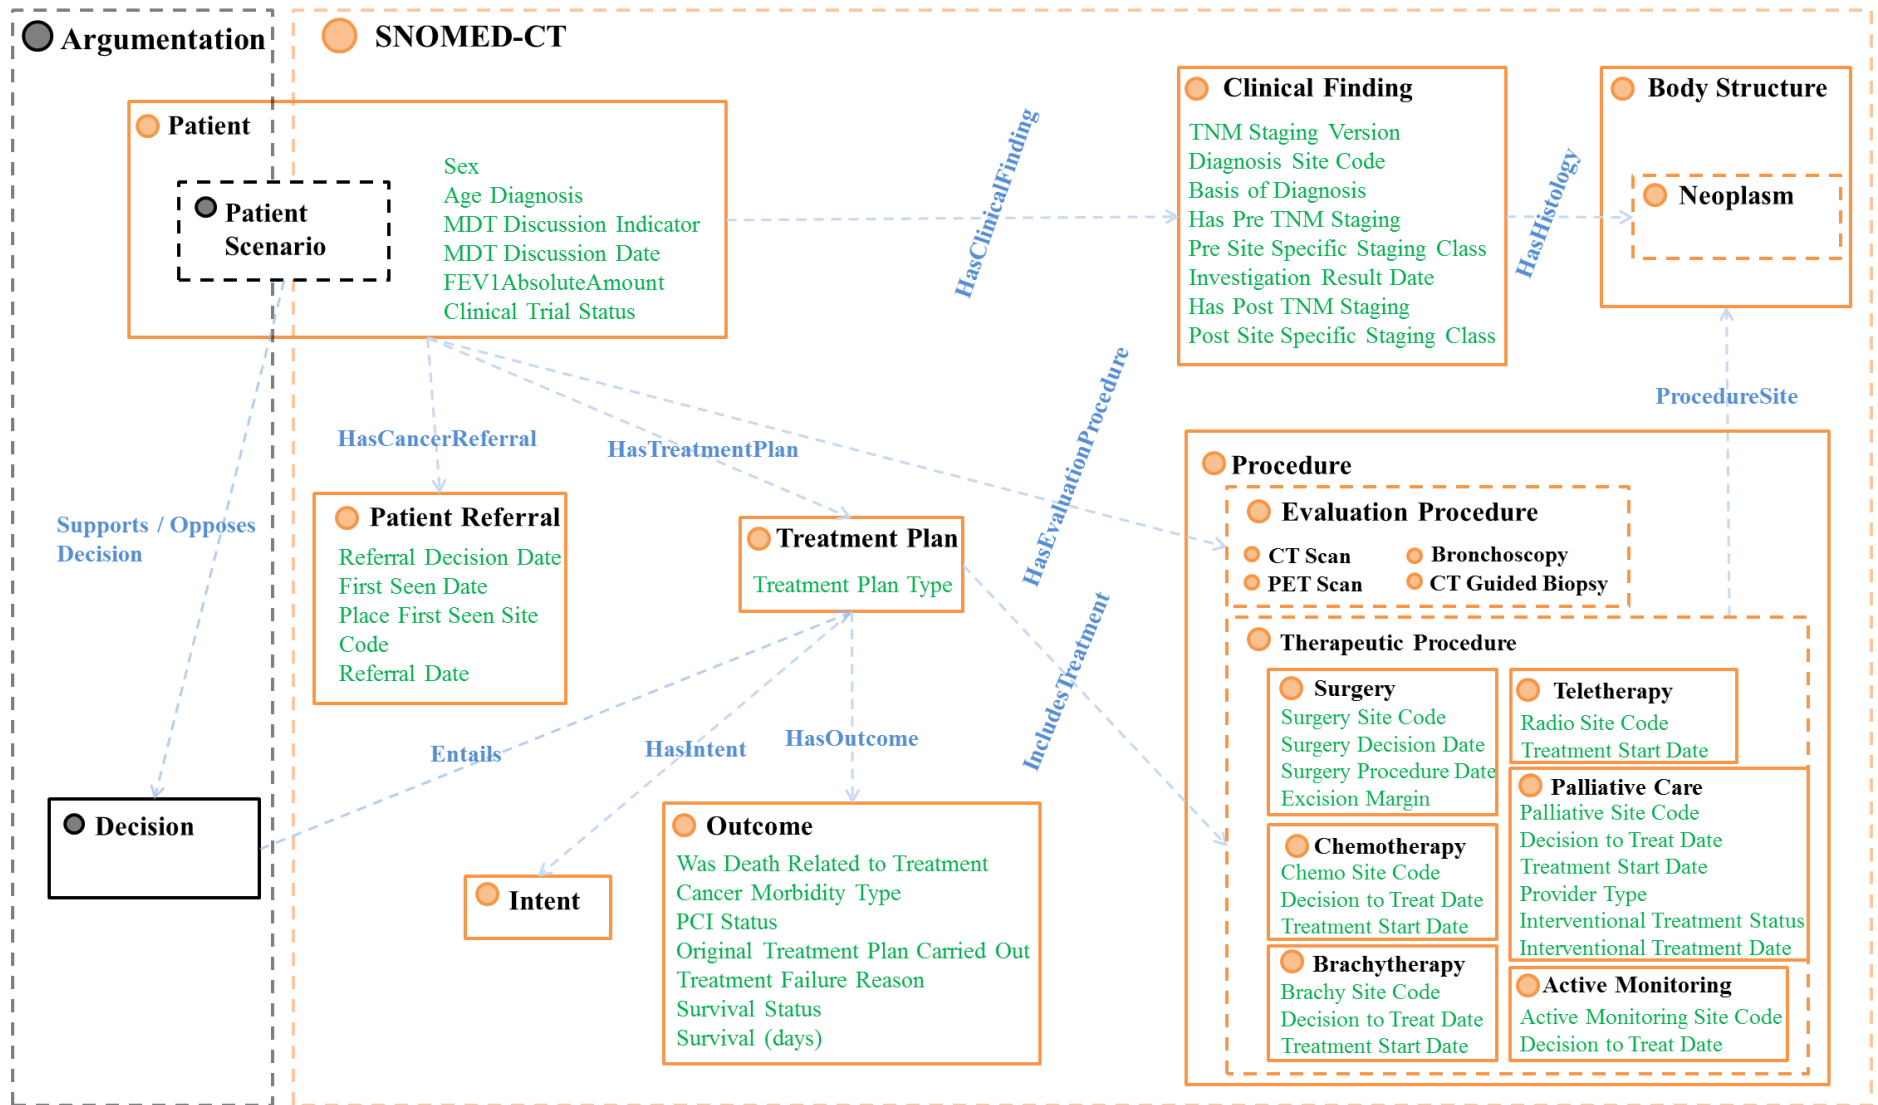 Argumentation
SNOMED-CT
Patient
Patient
Scenario
Sex
Age Diagnosis
MDT Discussion Indicator
MDT Discussion Date
FEV1AbsoluteAmount
Clinical Trial Status
HasClinicalFinding
Clinical Finding
TNM Staging Version
Diagnosis Site Code
Basis of Diagnosis
Has Pre TNM Staging
Pre Site Specific Staging Class
Investigation Result Date
Has Post TNM Staging
Post Site Specific Staging Class
HasHistology
Body Structure
Neoplasm
Supports / Opposes
Decision
HasCancerReferral
HasTreatmentPlan
HasEvaluationProcedure
ProcedureSite
Patient Referral
Referral Decision Date
First Seen Date
Place First Seen Site
Code
Referral Date
Treatment Plan
Treatment Plan Type
IncludesTreatment
Entails
HasIntent
HasOutcome
Decision
Intent
Outcome
Was Death Related to Treatment
Cancer Morbidity Type
PCI Status
Original Treatment Plan Carried Out
Treatment Failure Reason
Survival Status
Survival (days)
Procedure
Evaluation Procedure
CT Scan
Bronchoscopy
PET Scan
CT Guided Biopsy
Therapeutic Procedure
Surgery
Surgery Site Code
Surgery Decision Date
Surgery Procedure Date
Excision Margin
Teletherapy
Radio Site Code
Treatment Start Date
Chemotherapy
Chemo Site Code
Decision to Treat Date
Treatment Start Date
Palliative Care
Palliative Site Code
Decision to Treat Date
Treatment Start Date
Provider Type
Interventional Treatment Status
Interventional Treatment Date
Brachytherapy
Brachy Site Code
Decision to Treat Date
Treatment Start Date
Active Monitoring
Active Monitoring Site Code
Decision to Treat Date